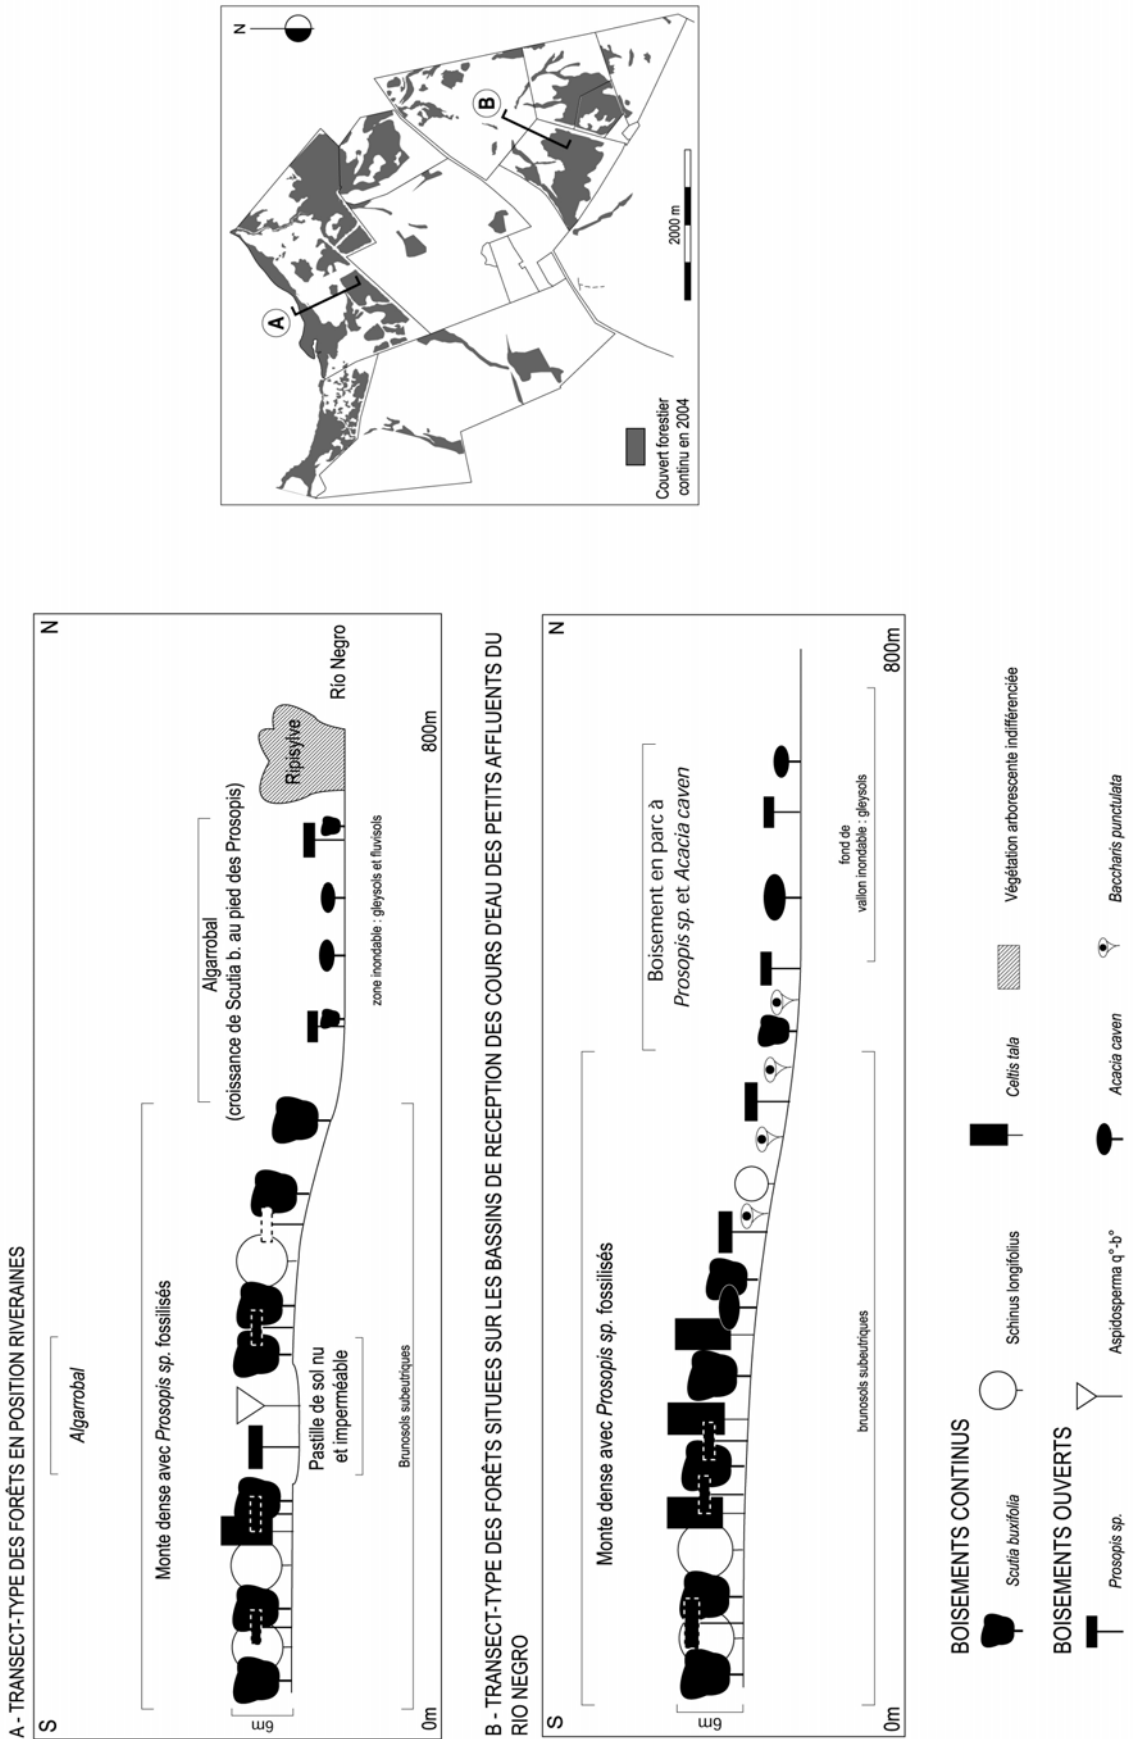 A - TRANSECT-TYPE DES FORÊTS EN POSITION RIVERAINES
S
N
Algarrobal
Monte dense avec Prosopis sp. fossilisés
Algarrobal
(croissance de Scutia b. au pied des Prosopis)
Ripisylve
Rio Negro
6m
Pastille de sol nu
et imperméable
Brunosols subeutriques
zone inondable : gleysols et fluvisols
0m
800m
B - TRANSECT-TYPE DES FORÊTS SITUEES SUR LES BASSINS DE RECEPTION DES COURS D'EAU DES PETITS AFFLUENTS DU
RIO NEGRO
S
N
Monte dense avec Prosopis sp. fossilisés
Boisement en parc à
Prosopis sp. et Acacia caven
6m
brunosols subeutriques
fond de
vallon inondable : gleysols
0m
800m
BOISEMENTS CONTINUS
Scutia buxifolia
Schinus longifolius
Celtis tala
Végétation arborescente indifférenciée
BOISEMENTS OUVERTS
Prosopis sp.
Aspidosperma q°-b°
Acacia caven
Baccharis punctulata
N
A
B
Couvert forestier
continu en 2004
2000 m